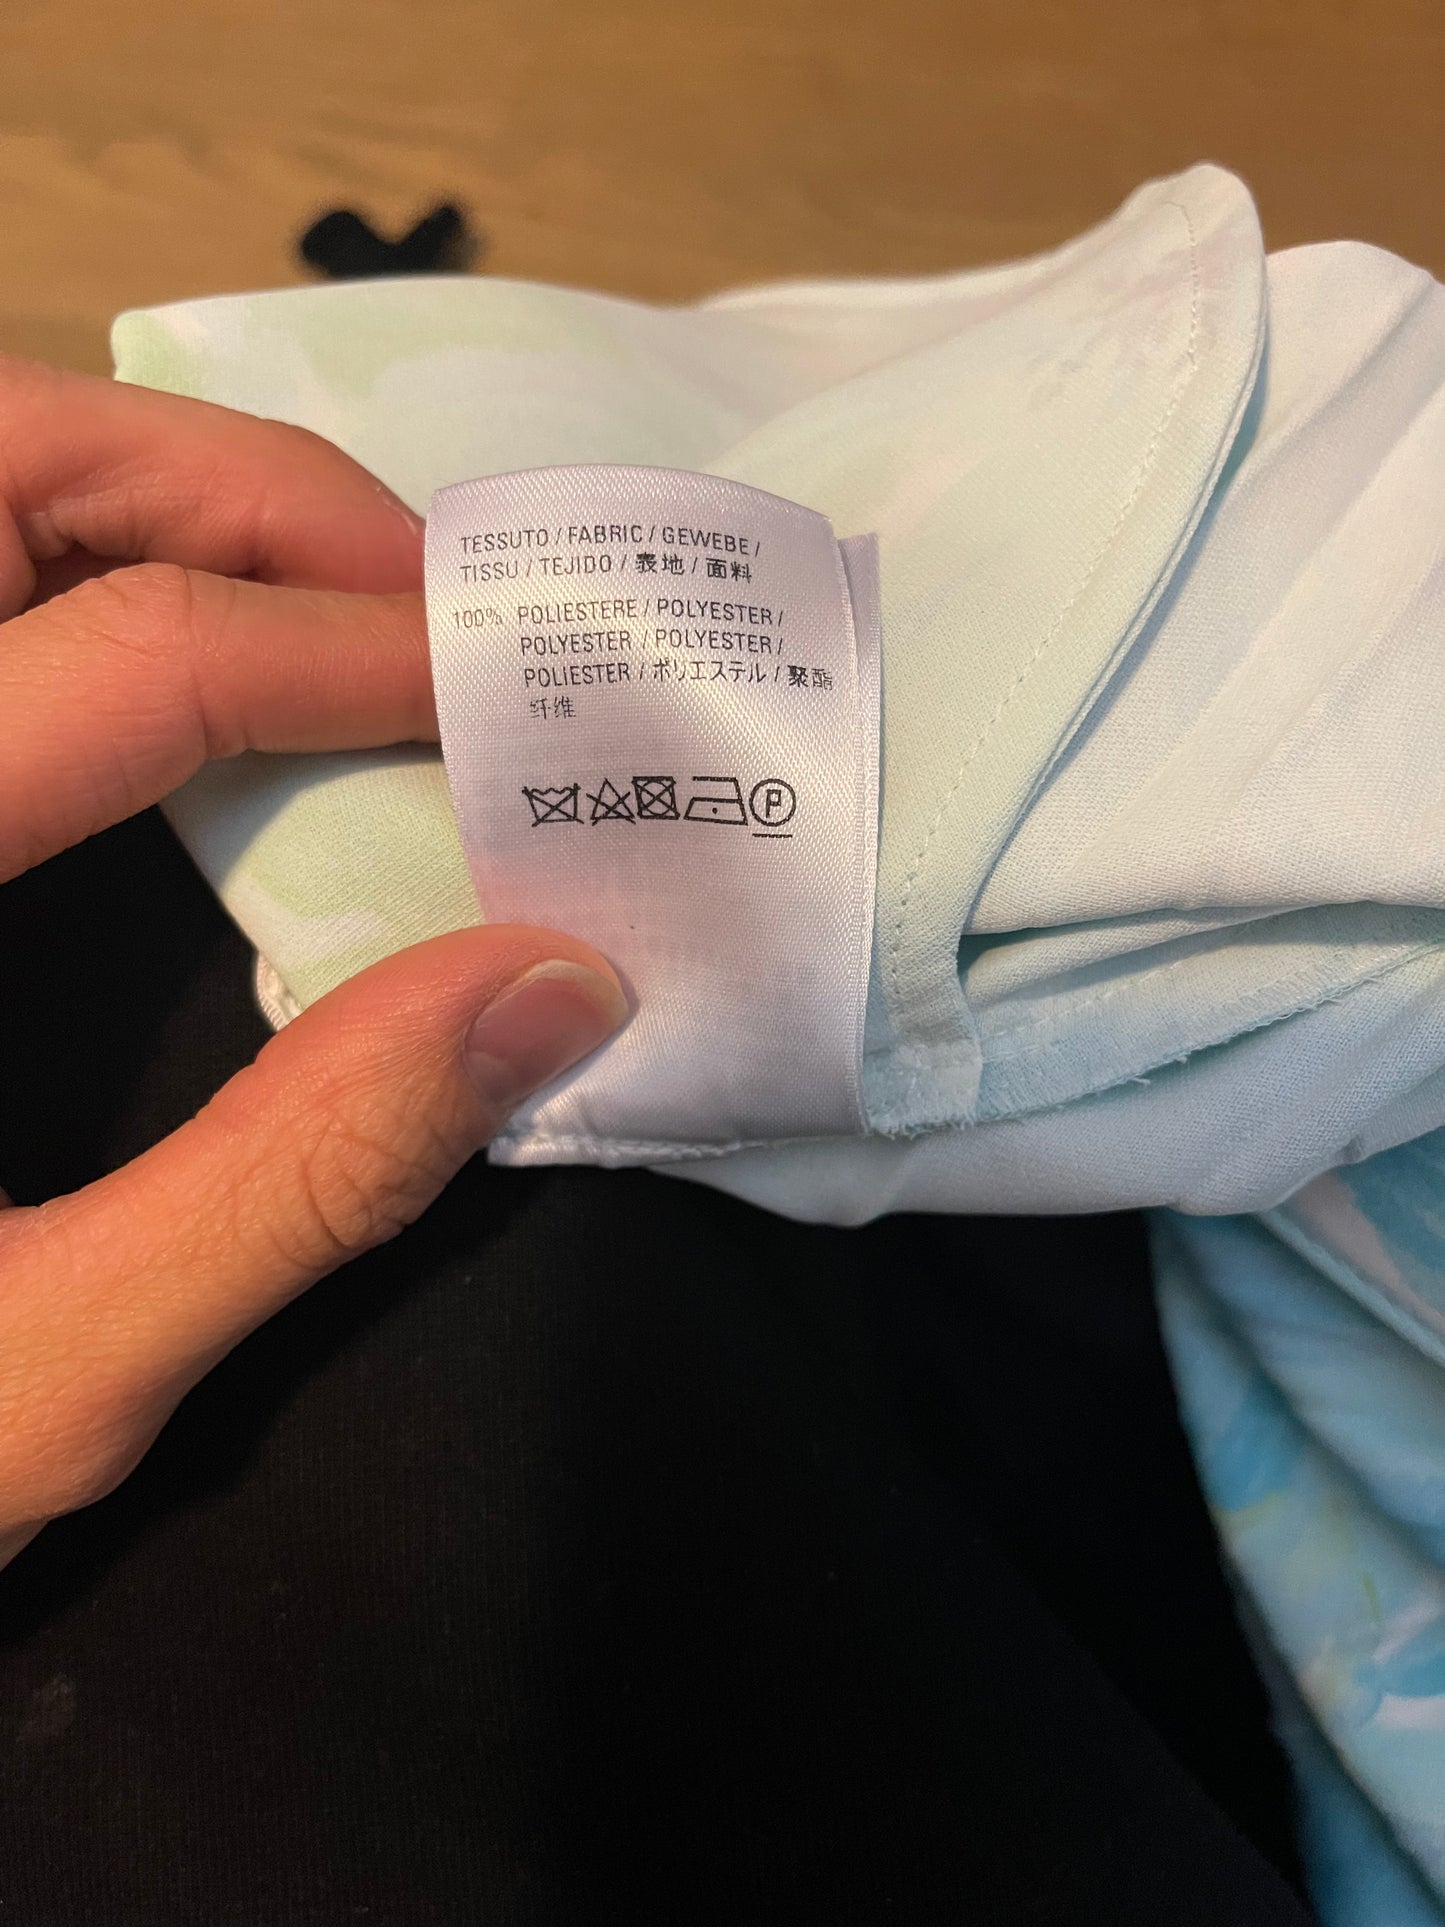 TESSUTO / FABRIC / GEWEBE /
TISSU / TEJIDO / 表地 / 面料
100% POLIESTERE / POLYESTER /
POLYESTER / POLYESTER /
POLIESTER / ポリエステル / 聚酯
纤维
P